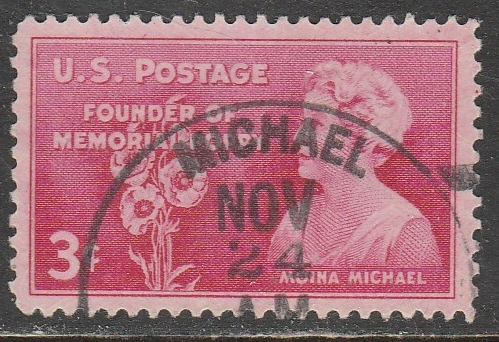 U.S. POSTAGE
FOUNDER OF
MEMORIAL
MICHAEL
NOV
24
AM
3¢
MOINA MICHAEL